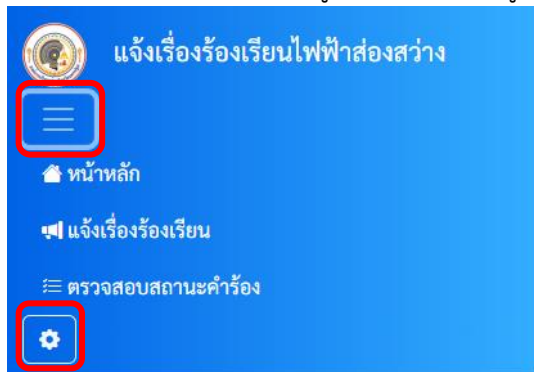 แจ้งเรื่องร้องเรียนไฟฟ้าส่องสว่าง
หน้าหลัก
แจ้งเรื่องร้องเรียน
ตรวจสอบสถานะคำร้อง